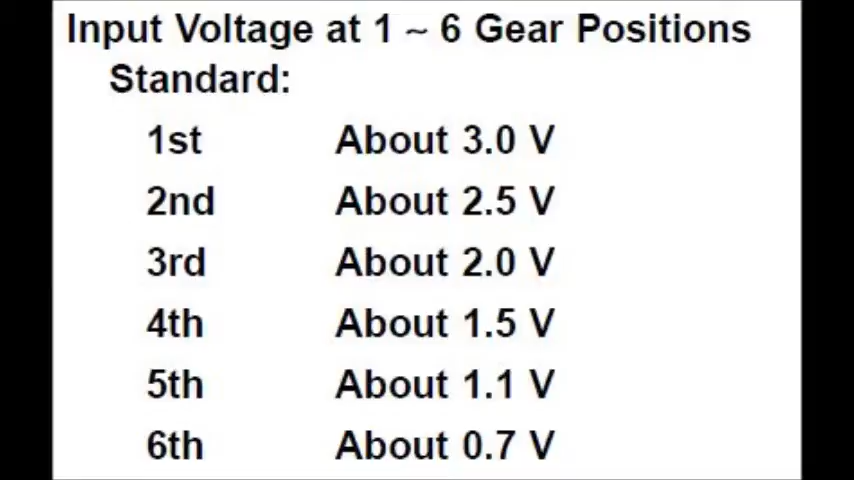 Input Voltage at 1 ~ 6 Gear Positions
Standard:
1st About 3.0 V
2nd About 2.5 V
3rd About 2.0 V
4th About 1.5 V
5th About 1.1 V
6th About 0.7 V